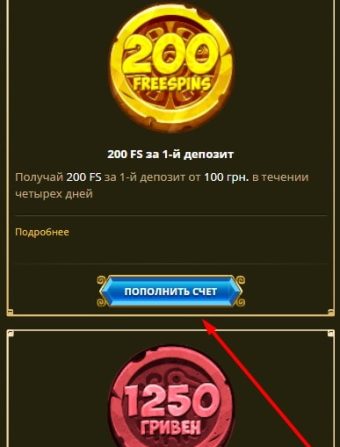 200
FREESPINS
200 FS за 1-й депозит
Получай 200 FS за 1-й депозит от 100 грн. в течении
четырех дней
Подробнее
ПОПОЛНИТЬ СЧЕТ
1250
ГРИВЕН